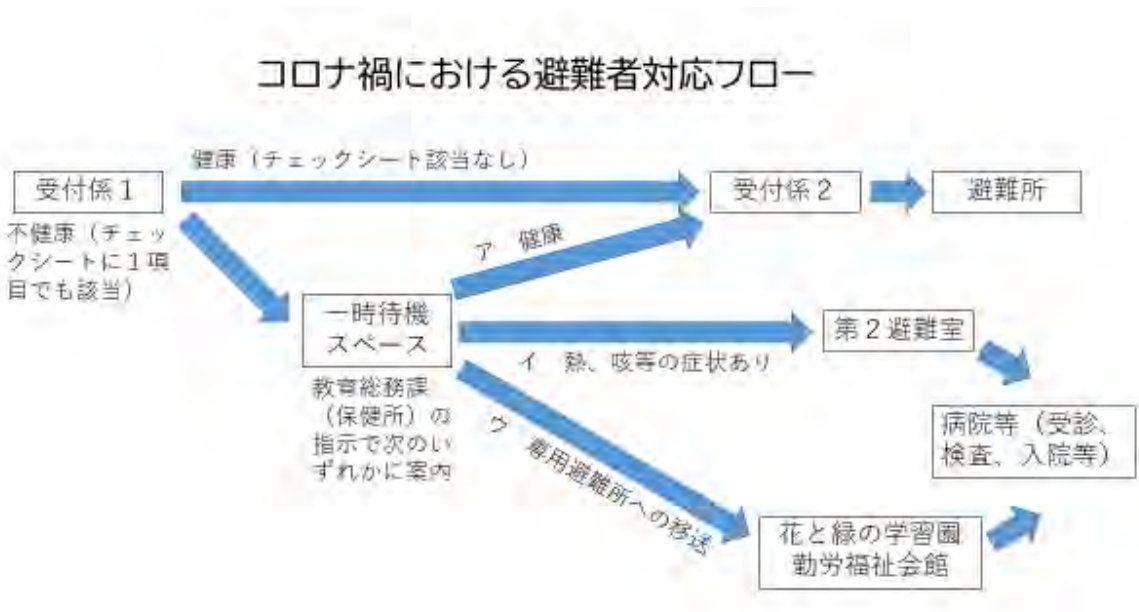 コロナ禍における避難者対応フロー
健康（チェックシート該当なし）
受付係１
受付係２
避難所
不健康（チェッ
クシートに１項
目でも該当）
ア　健康
一時待機
スペース
第２避難室
イ　熱、咳等の症状あり
教育総務課
（保健所）の
指示で次のい
ずれかに案内
ウ　専用避難所への移送
病院等（受診、
検査、入院等）
花と緑の学習園
勤労福祉会館